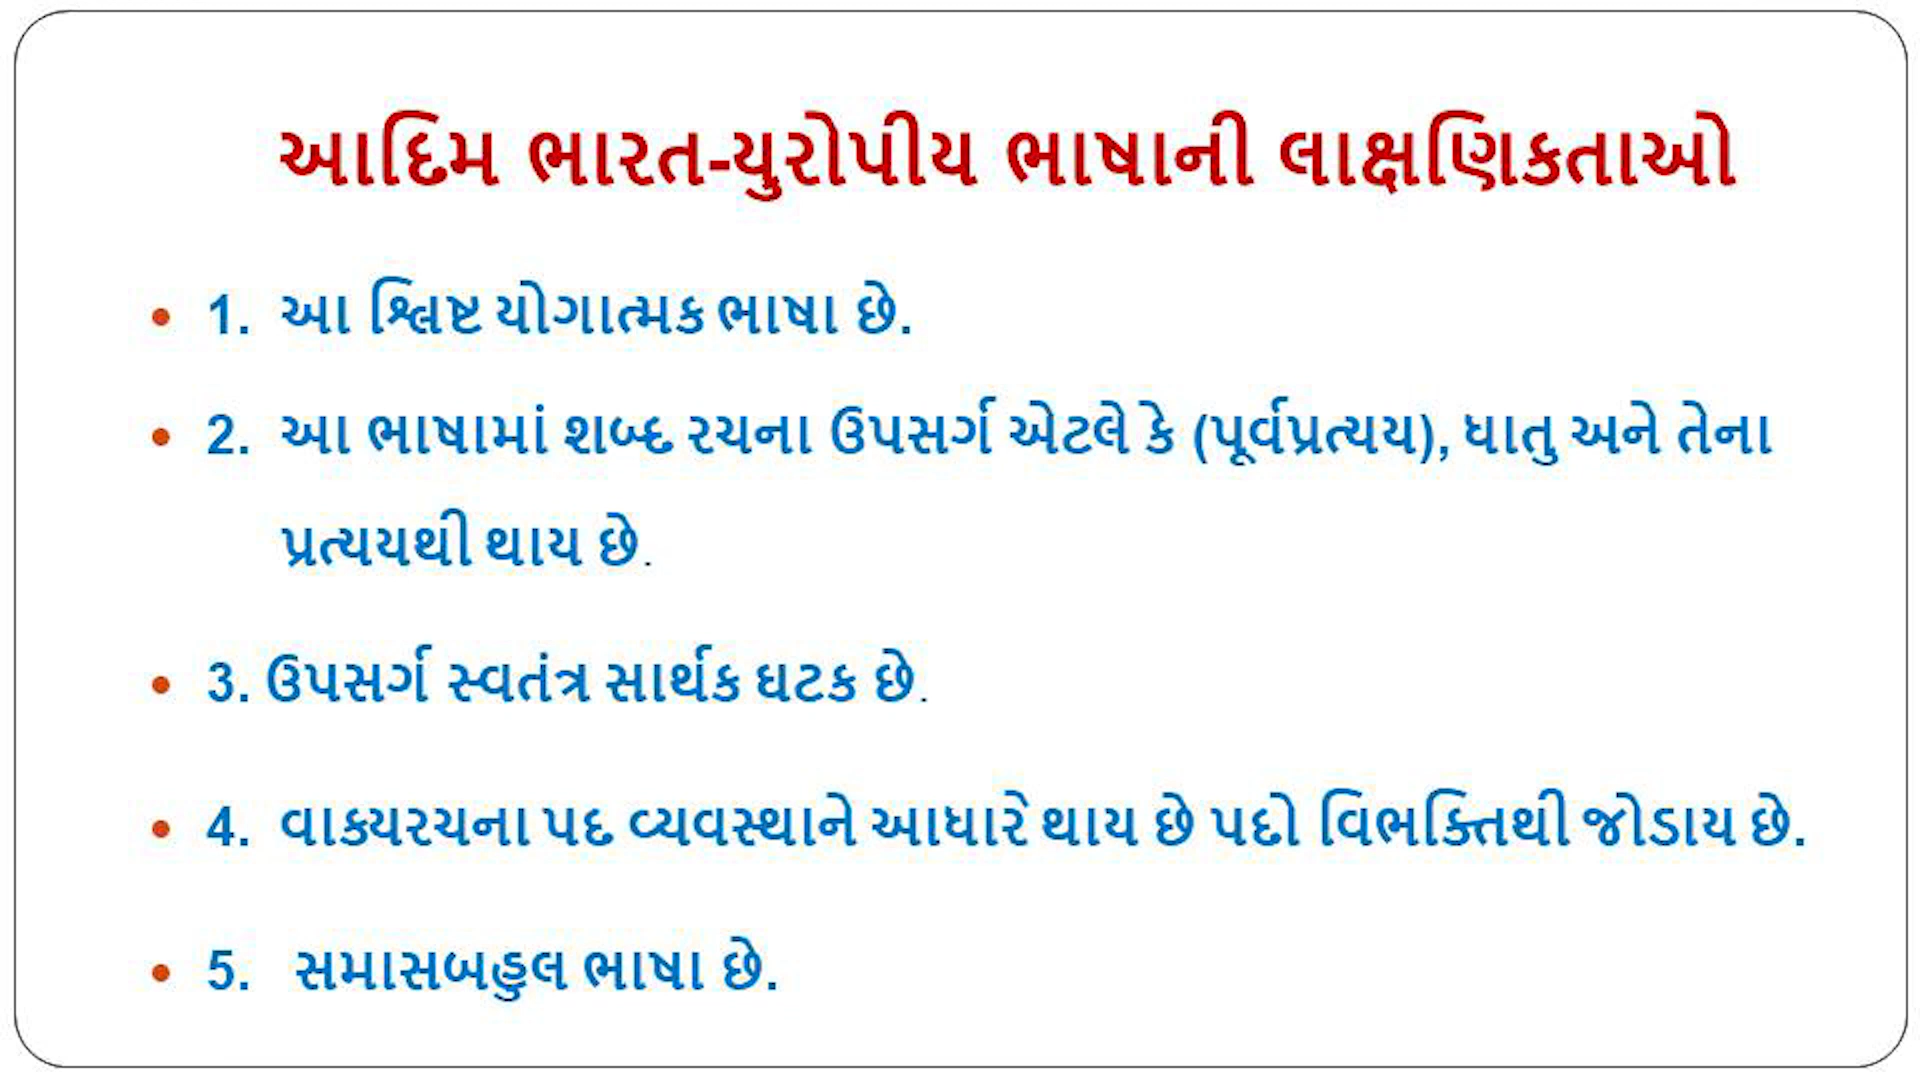 આદિમ ભારત-યુરોપીય ભાષાની લાક્ષણિકતાઓ
• 1. આ શ્લિષ્ટ યોગાત્મક ભાષા છે.
• 2. આ ભાષામાં શબ્દ રચના ઉપસર્ગ એટલે કે (પૂર્વપ્રત્યય), ધાતુ અને તેના
પ્રત્યયથી થાય છે.
• 3. ઉપસર્ગ સ્વતંત્ર સાર્થક ઘટક છે.
• 4. વાક્યરચના પદ વ્યવસ્થાને આધારે થાય છે પદો વિભક્તિથી જોડાય છે.
• 5. સમાસબહુલ ભાષા છે.